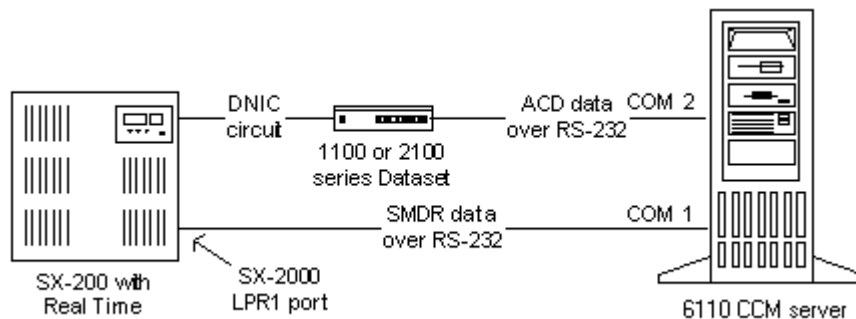 DNIC
circuit
ACD data
over RS-232
COM 2
1100 or 2100
series Dataset
SMDR data
over RS-232
COM 1
SX-2000
LPR1 port
SX-200 with
Real Time
6110 CCM server